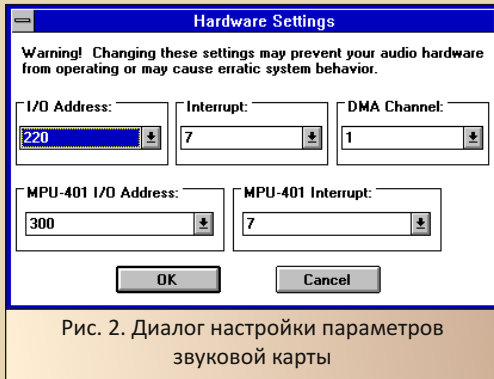 Hardware Settings
Warning! Changing these settings may prevent your audio hardware
from operating or may cause erratic system behavior.
I/O Address: Interrupt: DMA Channel:
220 7 1
MPU-401 I/O Address: MPU-401 Interrupt:
300 7
OK Cancel
Рис. 2. Диалог настройки параметров
звуковой карты